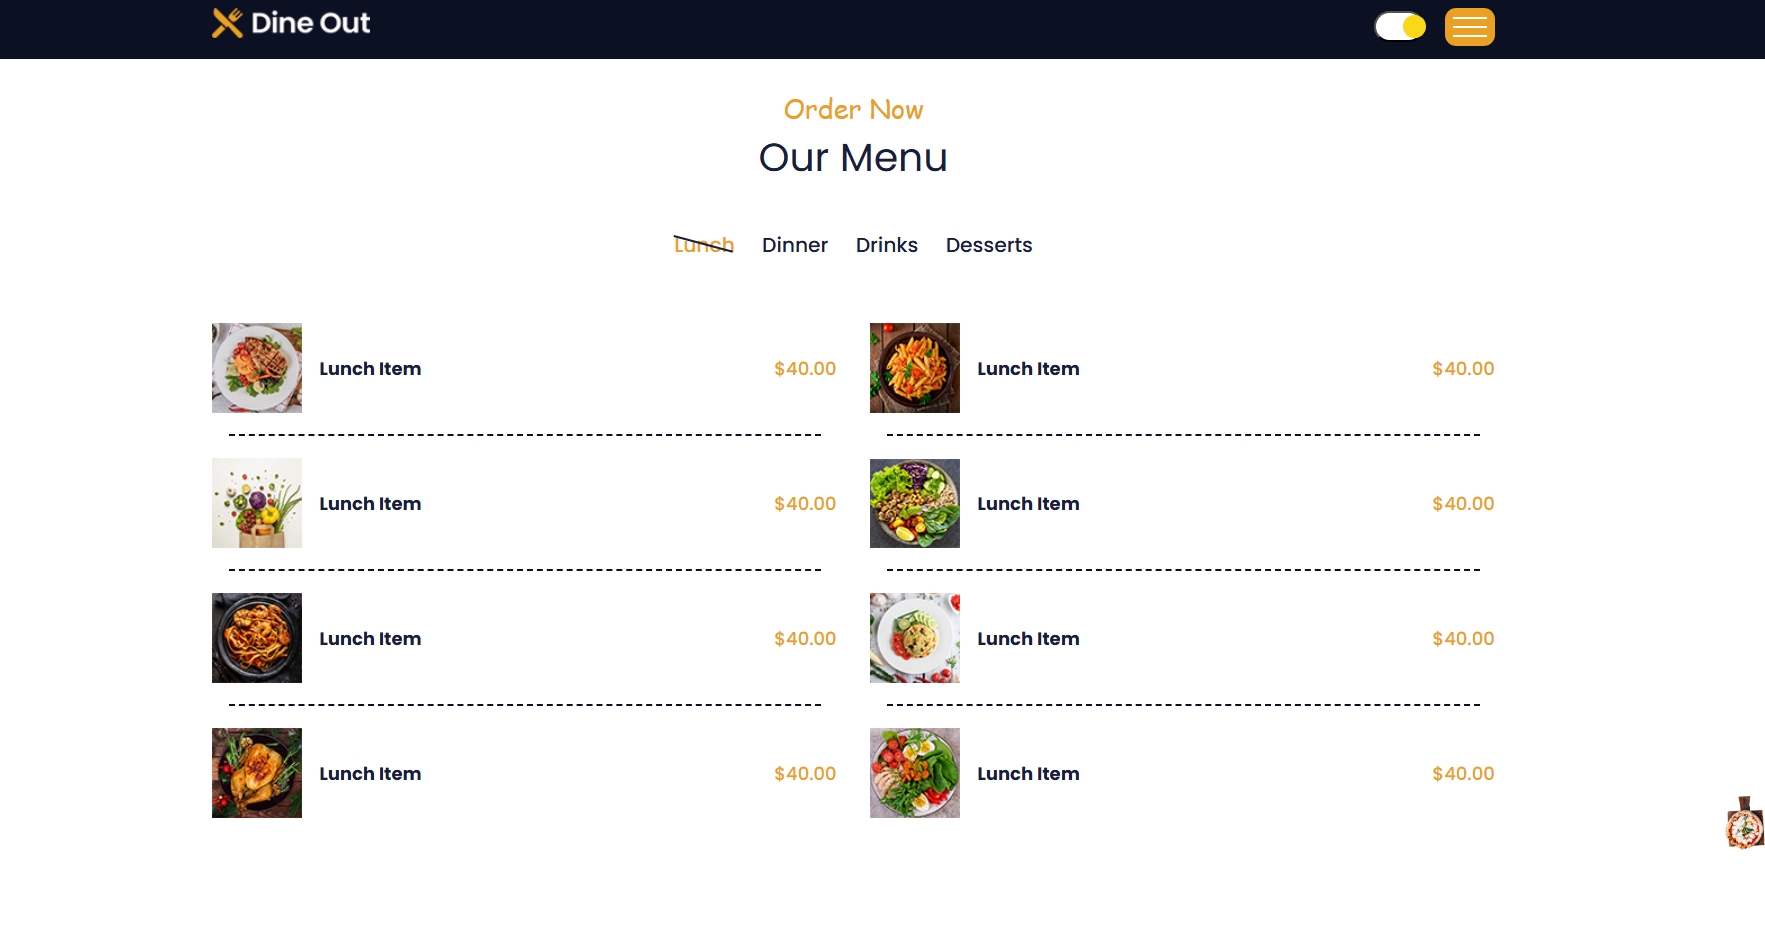 Dine Out
Order Now
Our Menu
Lunch Dinner Drinks Desserts
Lunch Item $40.00 Lunch Item $40.00
Lunch Item $40.00 Lunch Item $40.00
Lunch Item $40.00 Lunch Item $40.00
Lunch Item $40.00 Lunch Item $40.00